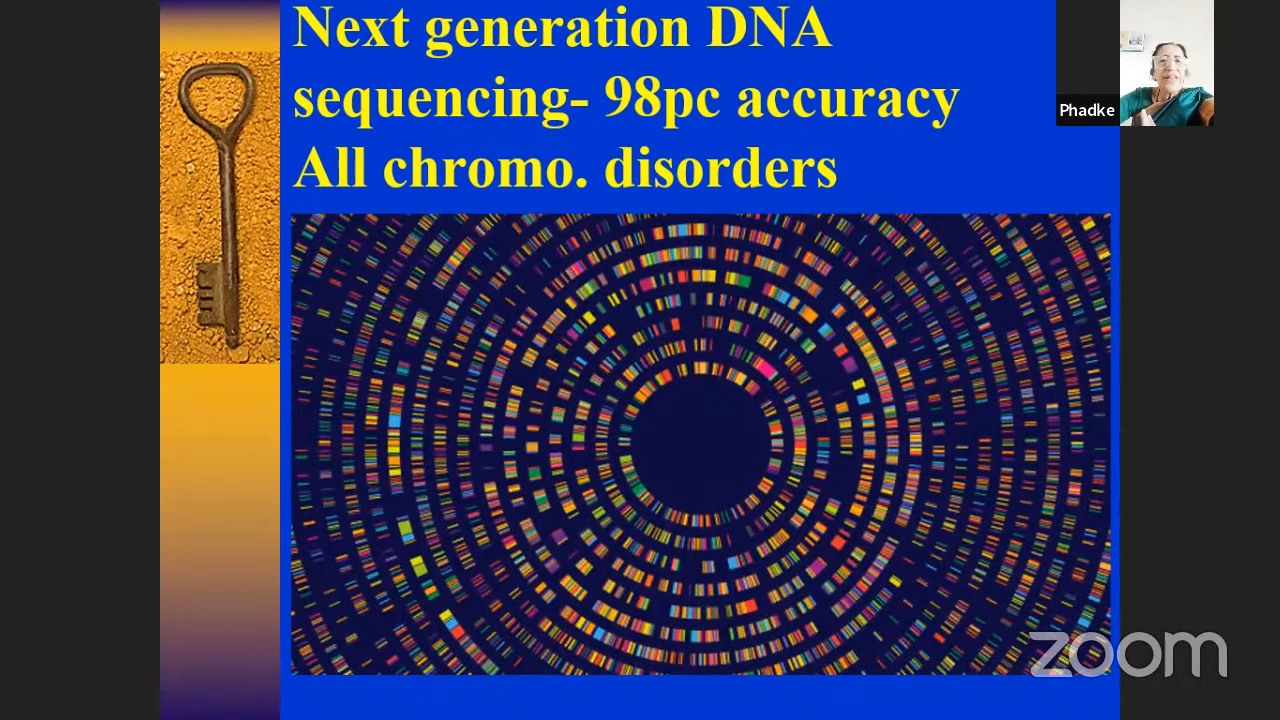 Next generation DNA
sequencing- 98pc accuracy
All chromo. disorders
Phadke
zoom